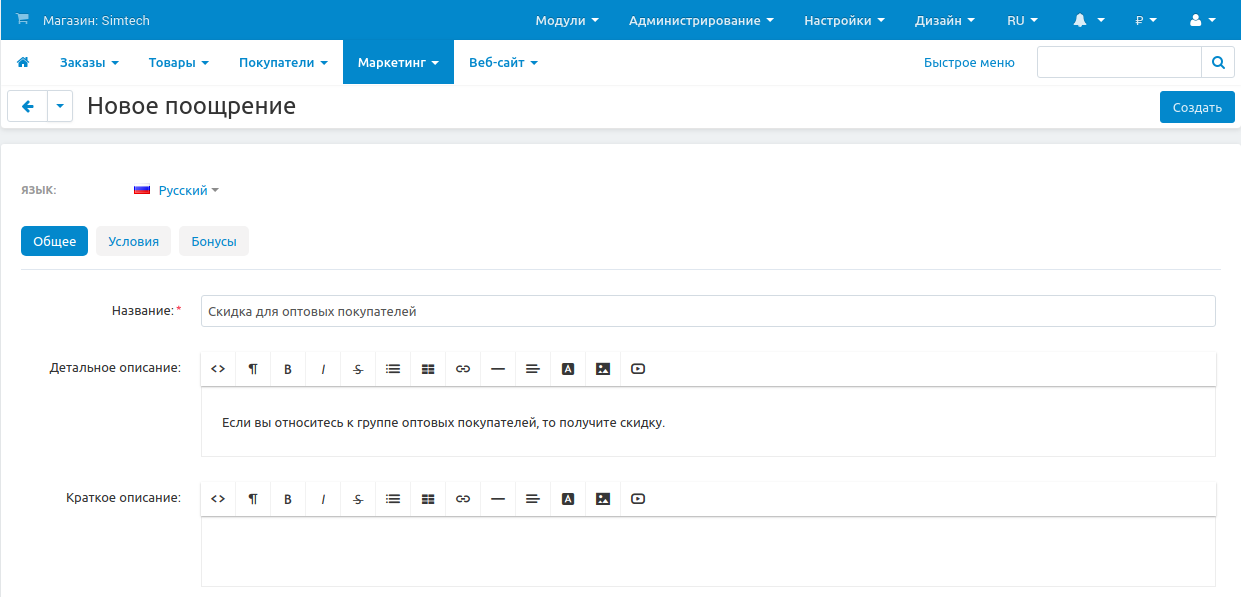 Магазин: Simtech Модули Администрирование Настройки Дизайн RU ₽
Заказы Товары Покупатели Маркетинг Веб-сайт Быстрое меню
Новое поощрение Создать
ЯЗЫК: Русский
Общее Условия Бонусы
Название:* Скидка для оптовых покупателей
Детальное описание: <> ¶ B I S A
Если вы относитесь к группе оптовых покупателей, то получите скидку.
Краткое описание: <> ¶ B I S A